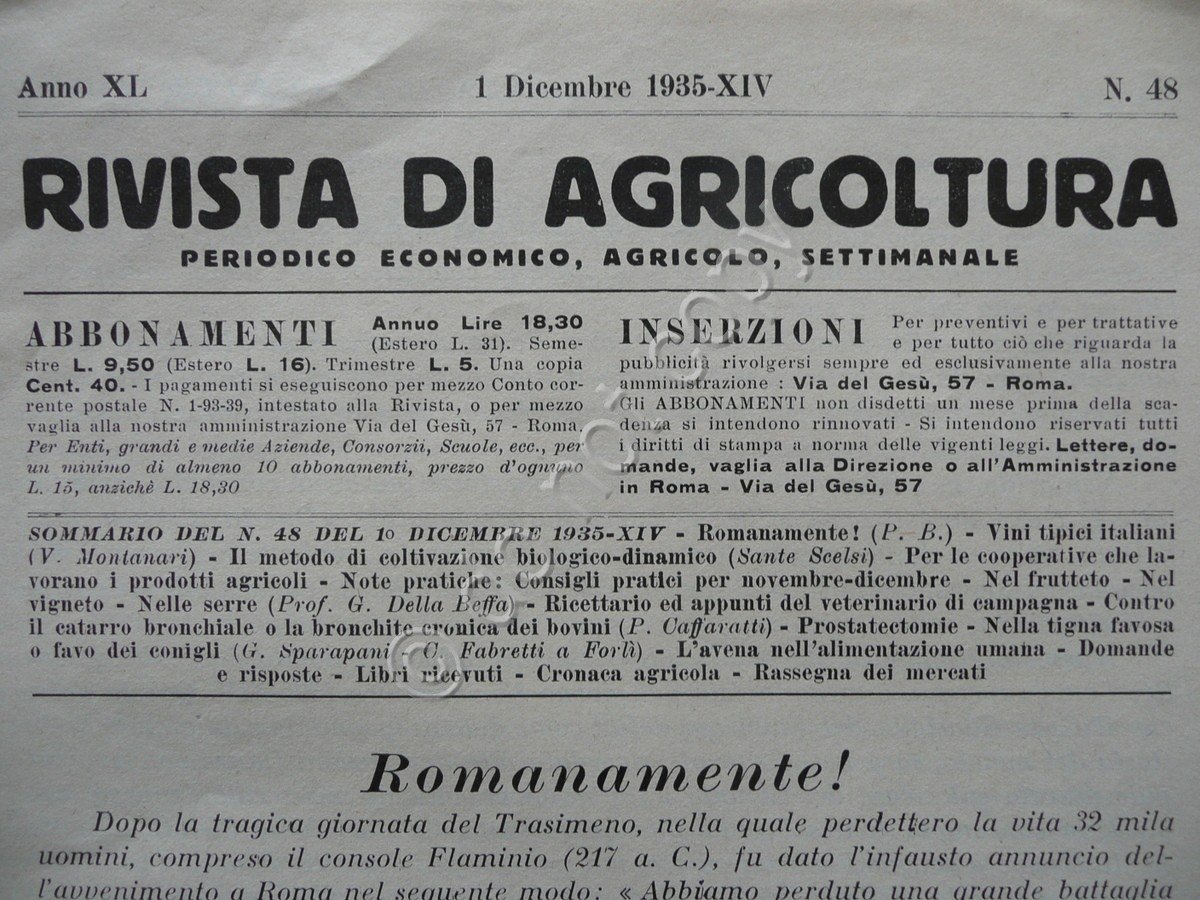 Anno XL 1 Dicembre 1935-XIV N. 48
RIVISTA DI AGRICOLTURA
PERIODICO ECONOMICO, AGRICOLO, SETTIMANALE
ABBONAMENTI Annuo Lire 18,30
(Estero L. 31). Seme-
stre L. 9,50 (Estero L. 16). Trimestre L. 5. Una copia
Cent. 40. - I pagamenti si eseguiscono per mezzo Conto cor-
rente postale N. 1-93-39, intestato alla Rivista, o per mezzo
vaglia alla nostra amministrazione Via del Gesù, 57 - Roma.
Per Enti, grandi e medie Aziende, Consorzii, Scuole, ecc., per
un minimo di almeno 10 abbonamenti, prezzo d'ognuno
L. 15, anzichè L. 18,30
INSERZIONI Per preventivi e per trattative
e per tutto ciò che riguarda la
pubblicità rivolgersi sempre ed esclusivamente alla nostra
amministrazione : Via del Gesù, 57 - Roma.
Gli ABBONAMENTI non disdetti un mese prima della sca-
denza si intendono rinnovati - Si intendono riservati tutti
i diritti di stampa a norma delle vigenti leggi. Lettere, do-
mande, vaglia alla Direzione o all'Amministrazione
in Roma - Via del Gesù, 57
SOMMARIO DEL N. 48 DEL 1º DICEMBRE 1935-XIV - Romanamente! (P. B.) - Vini tipici italiani
(V. Montanari) - Il metodo di coltivazione biologico-dinamico (Sante Scelsi) - Per le cooperative che la-
vorano i prodotti agricoli - Note pratiche: Consigli pratici per novembre-dicembre - Nel frutteto - Nel
vigneto - Nelle serre (Prof. G. Della Beffa) - Ricettario ed appunti del veterinario di campagna - Contro
il catarro bronchiale o la bronchite cronica dei bovini (P. Caffaratti) - Prostatectomie - Nella tigna favosa
o favo dei conigli (G. Sparapani - C. Fabretti a Forlì) - L'avena nell'alimentazione umana - Domande
e risposte - Libri ricevuti - Cronaca agricola - Rassegna dei mercati
Romanamente!
Dopo la tragica giornata del Trasimeno, nella quale perdettero la vita 32 mila
uomini, compreso il console Flaminio (217 a. C.), fu dato l'infausto annuncio del-
l'avvenimento a Roma nel seguente modo: « Abbiamo perduto una grande battaglia